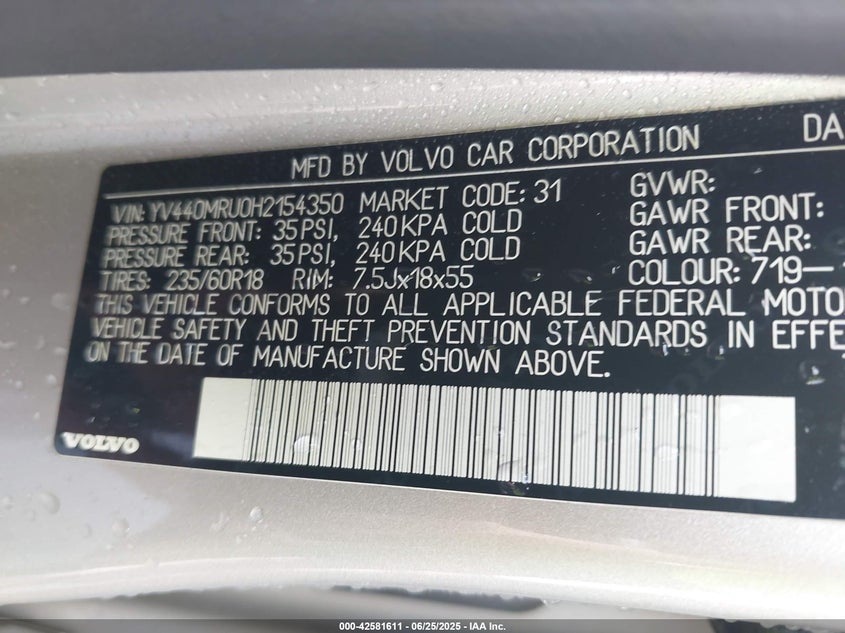 MFD BY VOLVO CAR CORPORATION DA
VIN: YV440MRU0H2154350 MARKET CODE: 31 GVWR:
PRESSURE FRONT: 35PSI, 240KPA COLD GAWR FRONT:
PRESSURE REAR: 35PSI, 240KPA COLD GAWR REAR:
TIRES: 235/60R18 RIM: 7.5Jx18x55 COLOUR: 719–
THIS VEHICLE CONFORMS TO ALL APPLICABLE FEDERAL MOTO
VEHICLE SAFETY AND THEFT PREVENTION STANDARDS IN EFFE
ON THE DATE OF MANUFACTURE SHOWN ABOVE.
VOLVO
000-42581611 - 06/25/2025 - IAA Inc.